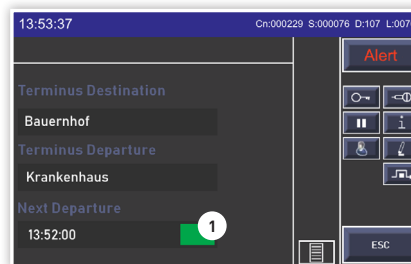 13:53:37
Cn:000229 S:000076 D:107 L:007
Alert
Terminus Destination
Bauernhof
Terminus Departure
Krankenhaus
Next Departure
13:52:00
1
ESC